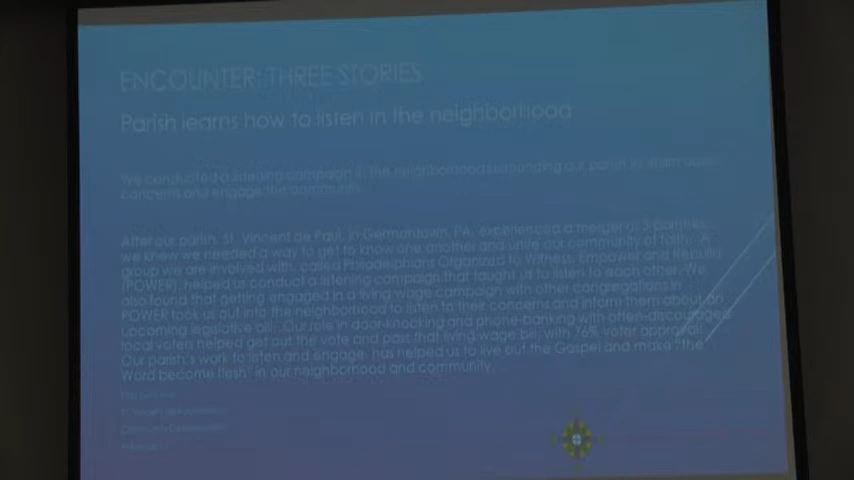 ENCOUNTER: THREE STORIES
Parish learns how to listen in the neighborhood
We conducted a listening campaign in the neighborhood surrounding our parish to learn about
concerns and engage the community.
After our parish, St. Vincent de Paul, in Germantown, PA, experienced a merger of 3 parishes,
we knew we needed a way to get to know one another and unite our community of faith. A
group we are involved with, called Philadelphians Organized to Witness, Empower and Rebuild
(POWER), helped us conduct a listening campaign that taught us to listen to each other. We
also found that getting engaged in a living wage campaign with other congregations in
POWER took us out into the neighborhood to listen to their concerns and inform them about an
upcoming legislative bill. Our role in door-knocking and phone-banking with often-discouraged
local voters helped get out the vote and pass that living wage bill with 76% voter approval!
Our parish's work to listen and engage, has helped us to live out the Gospel and make "the
Word become flesh" in our neighborhood and community.